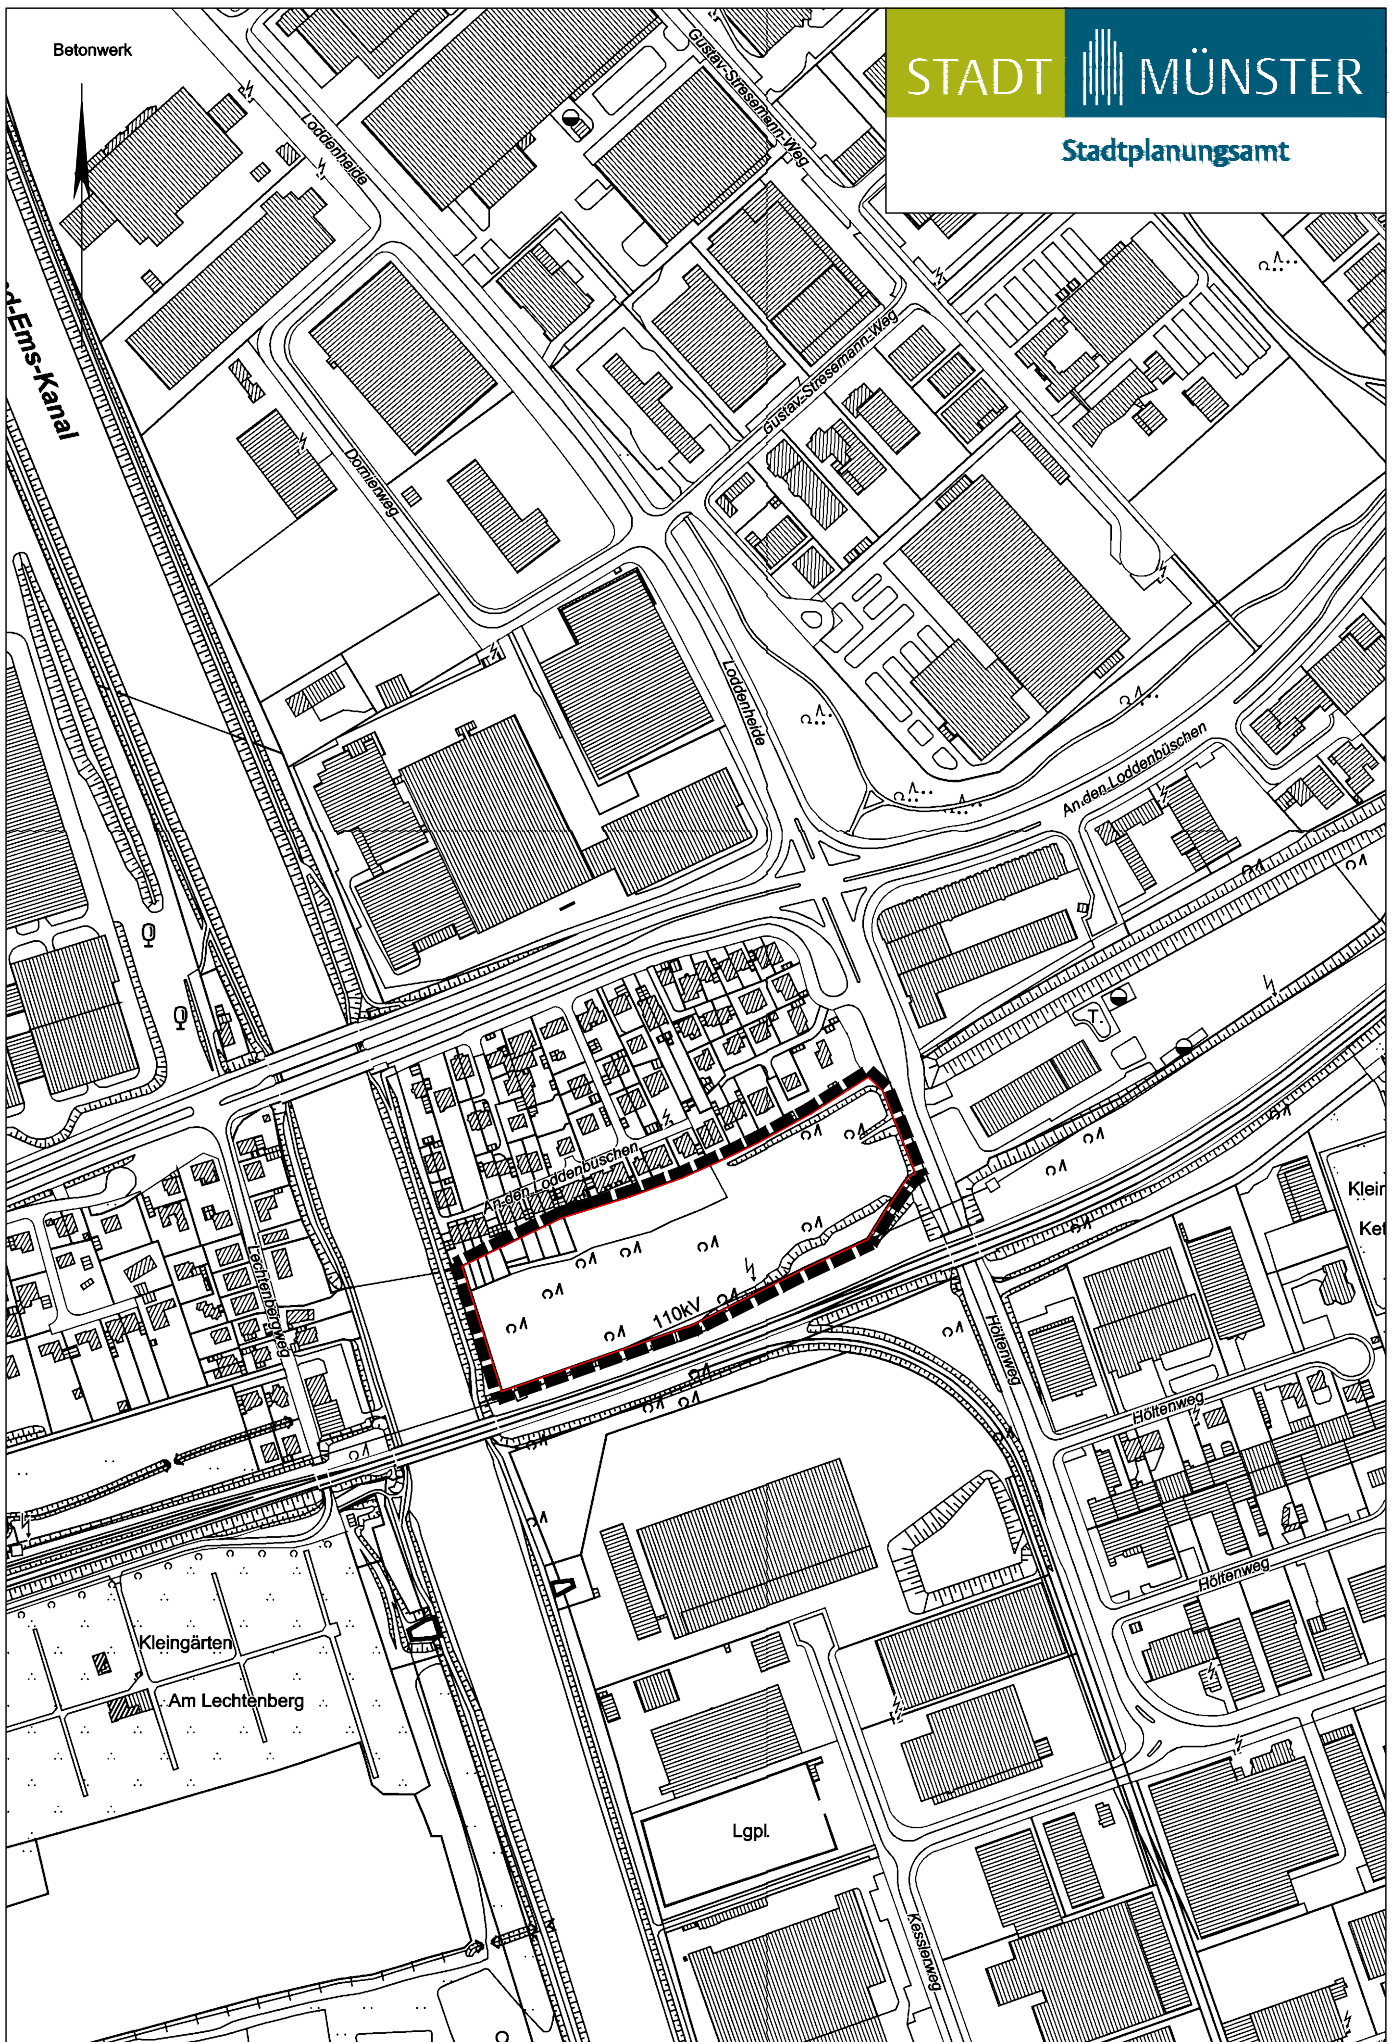 Betonwerk
STADT MÜNSTER
Stadtplanungsamt
Gustav-Stresemann-Weg
Loddenheide
d-Ems-Kanal
Gustav-Stresemann-Weg
Dornierweg
Loddenheide
An den Loddenbüschen
T.
An den Loddenbüschen
Klein
Ket
Lechtenbergweg
110kV
Höltenweg
Höltenweg
Höltenweg
Kleingärten
Am Lechtenberg
Lgpl.
Kesslerweg